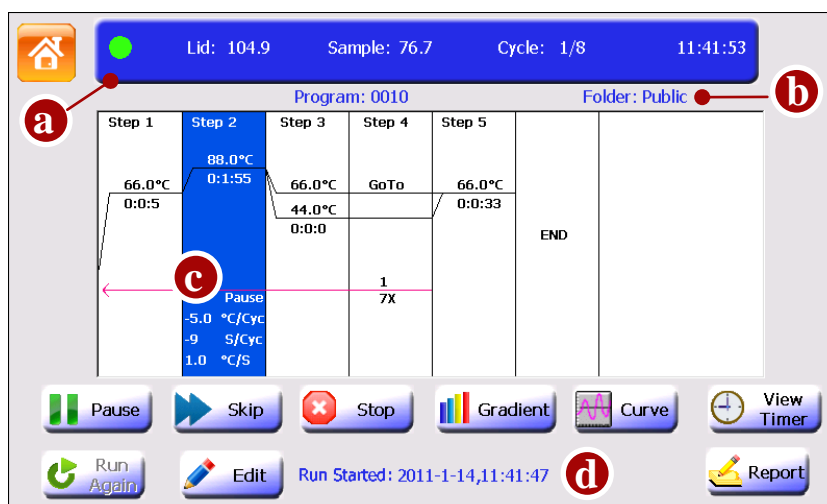 Lid: 104.9 Sample: 76.7 Cycle: 1/8 11:41:53
a
Program: 0010 Folder: Public b
Step 1 Step 2 Step 3 Step 4 Step 5
88.0°C
66.0°C 0:1:55 66.0°C GoTo 66.0°C
0:0:5 44.0°C 0:0:33
0:0:0 END
c 1
Pause 7X
-5.0 °C/Cyc
-9 S/Cyc
1.0 °C/S
Pause Skip Stop Gradient Curve View Timer
Run Again Edit Run Started: 2011-1-14,11:41:47 d Report